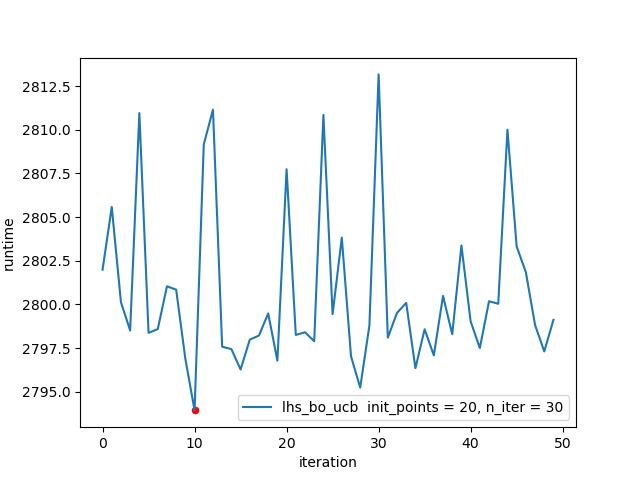 2812.5
2810.0
2807.5
2805.0
2802.5
2800.0
2797.5
2795.0
runtime
lhs_bo_ucb  init_points = 20, n_iter = 30
0 10 20 30 40 50
iteration